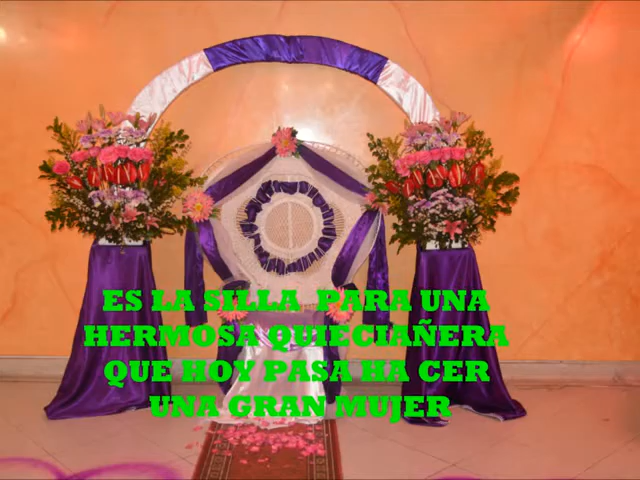 ES LA SILLA PARA UNA
HERMOSA QUIECIAÑERA
QUE HOY PASA HA CER
UNA GRAN MUJER